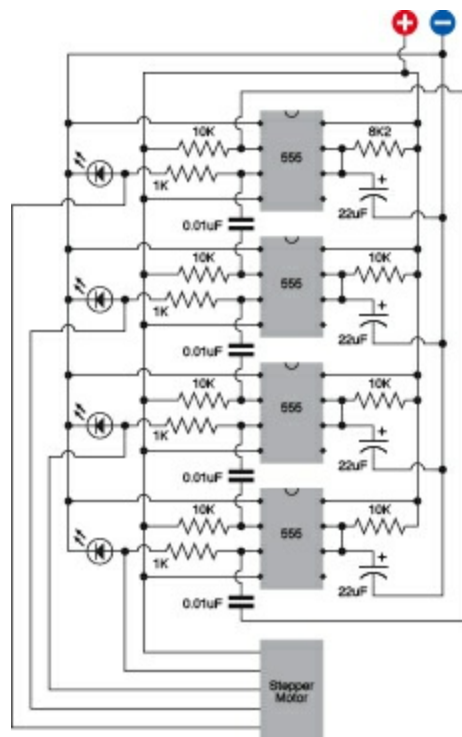 + −
10K 555 8K2
1K + 22uF
0.01uF
10K 555 10K
1K + 22uF
0.01uF
10K 555 10K
1K + 22uF
0.01uF
10K 555 10K
1K + 22uF
0.01uF
Stepper
Motor